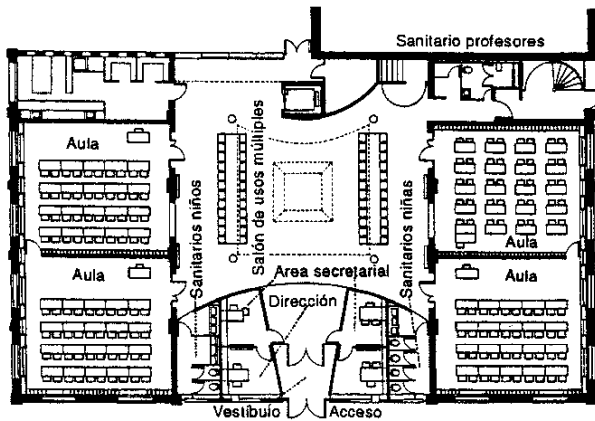 Sanitario profesores
Aula
Sanitarios niños
Salón de usos múltiples
Sanitarios niñas
Aula
Aula
Area secretarial
Aula
Dirección
Vestíbulo
Acceso